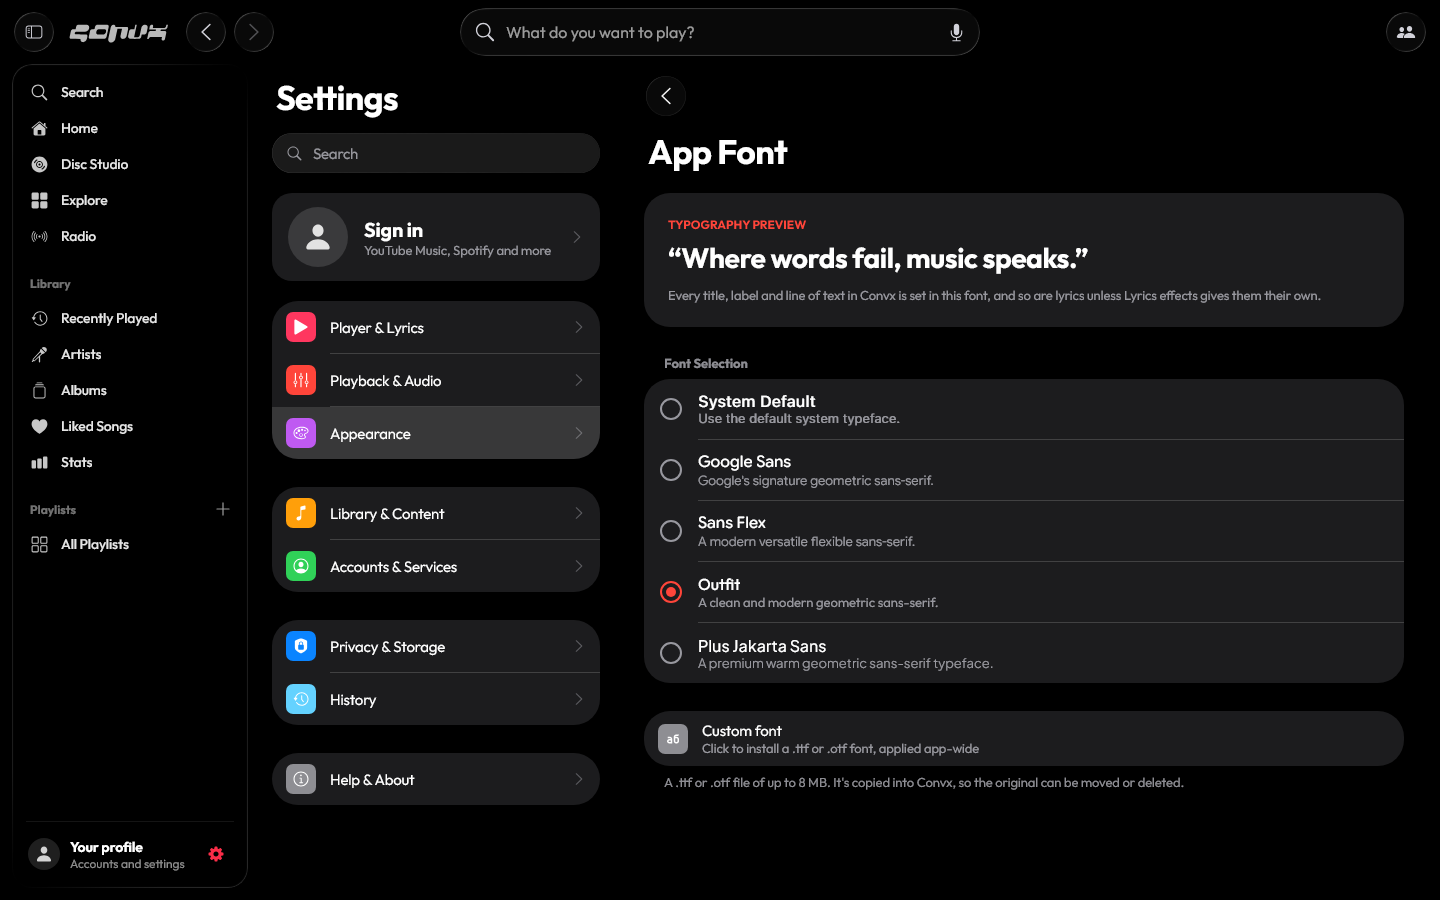 convx
What do you want to play?
Search
Home
Disc Studio
Explore
Radio
Library
Recently Played
Artists
Albums
Liked Songs
Stats
Playlists
All Playlists
Your profile
Accounts and settings
Settings
Search
Sign in
YouTube Music, Spotify and more
Player & Lyrics
Playback & Audio
Appearance
Library & Content
Accounts & Services
Privacy & Storage
History
Help & About
App Font
TYPOGRAPHY PREVIEW
“Where words fail, music speaks.”
Every title, label and line of text in Convx is set in this font, and so are lyrics unless Lyrics effects gives them their own.
Font Selection
System Default
Use the default system typeface.
Google Sans
Google's signature geometric sans-serif.
Sans Flex
A modern versatile flexible sans-serif.
Outfit
A clean and modern geometric sans-serif.
Plus Jakarta Sans
A premium warm geometric sans-serif typeface.
аб
Custom font
Click to install a .ttf or .otf font, applied app-wide
A .ttf or .otf file of up to 8 MB. It's copied into Convx, so the original can be moved or deleted.